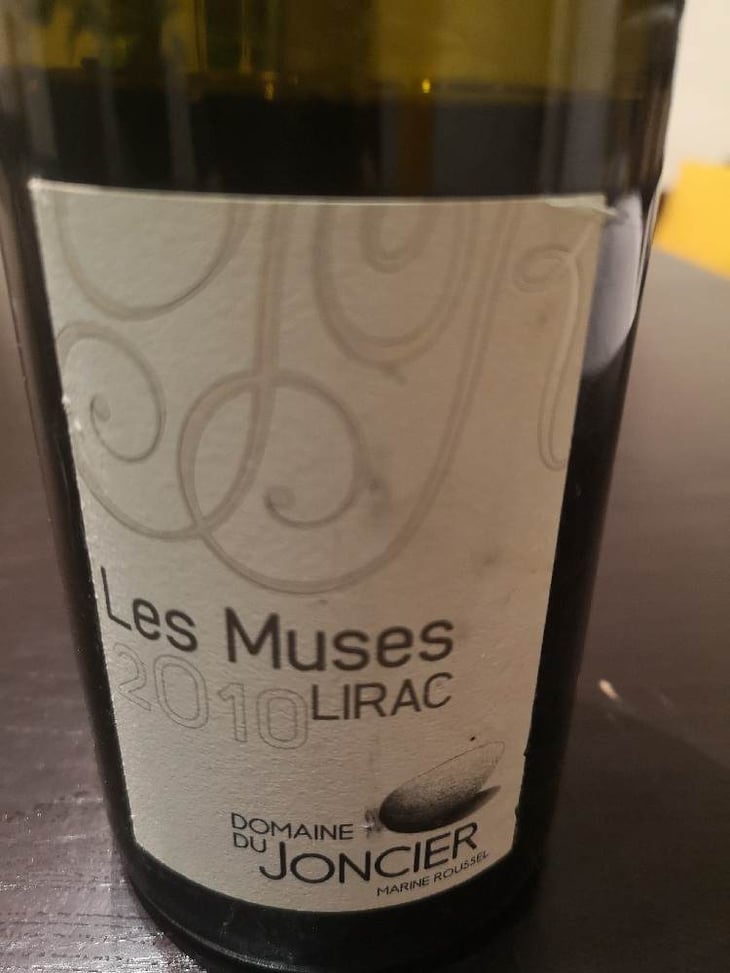 Les Muses
2010 LIRAC
DOMAINE
DU JONCIER
MARINE ROUSSEL